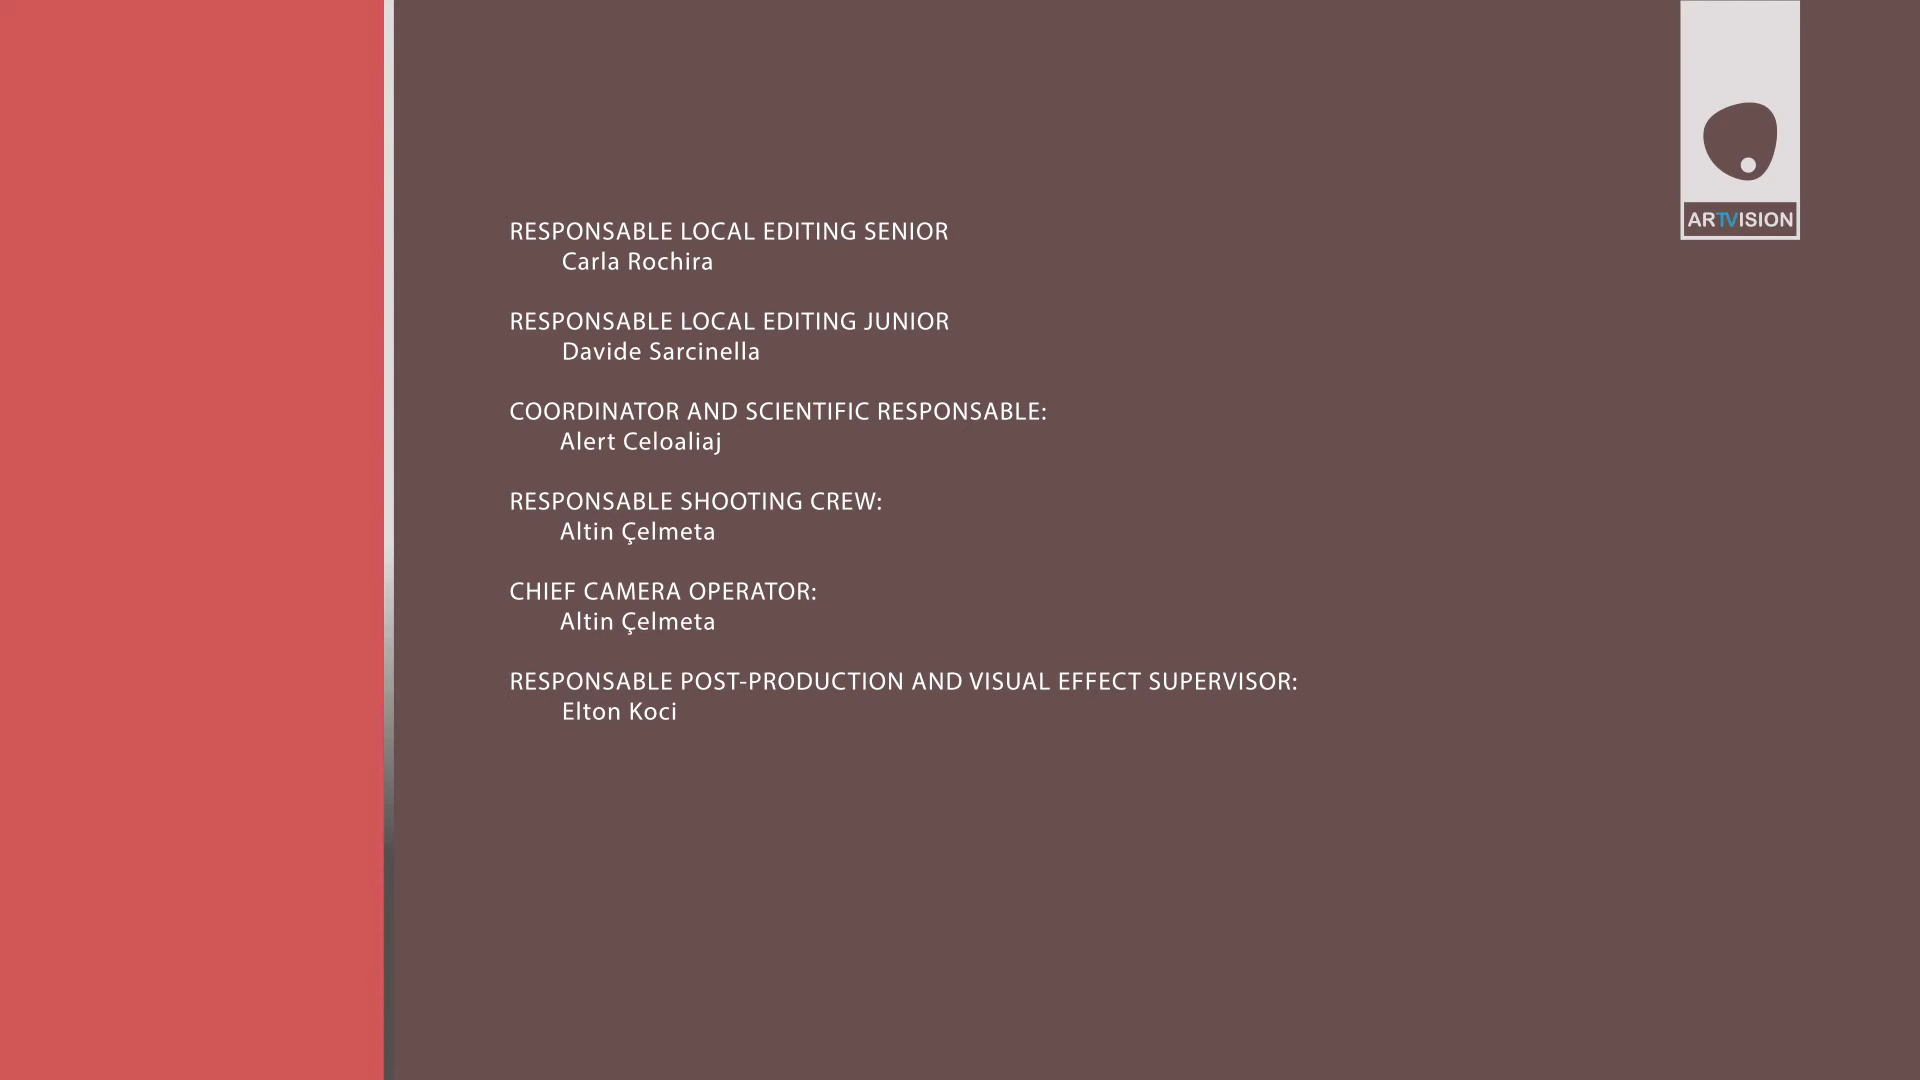 ARTVISION
RESPONSABLE LOCAL EDITING SENIOR
Carla Rochira
RESPONSABLE LOCAL EDITING JUNIOR
Davide Sarcinella
COORDINATOR AND SCIENTIFIC RESPONSABLE:
Alert Celoaliaj
RESPONSABLE SHOOTING CREW:
Altin Çelmeta
CHIEF CAMERA OPERATOR:
Altin Çelmeta
RESPONSABLE POST-PRODUCTION AND VISUAL EFFECT SUPERVISOR:
Elton Koci